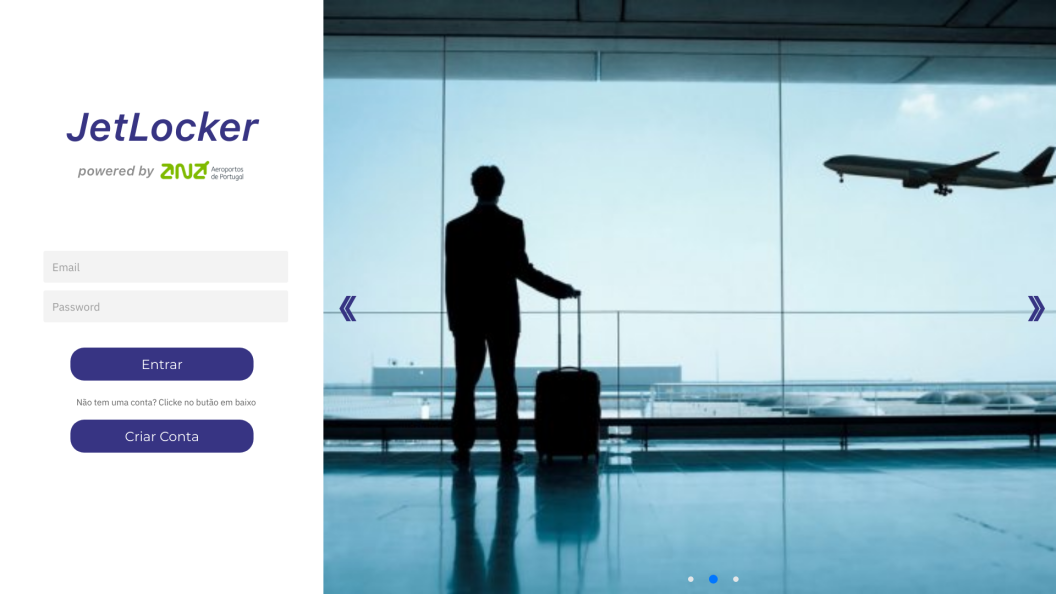 JetLocker
powered by ana Aeroportos
de Portugal
Email
Password
Entrar
Não tem uma conta? Clicke no butão em baixo
Criar Conta